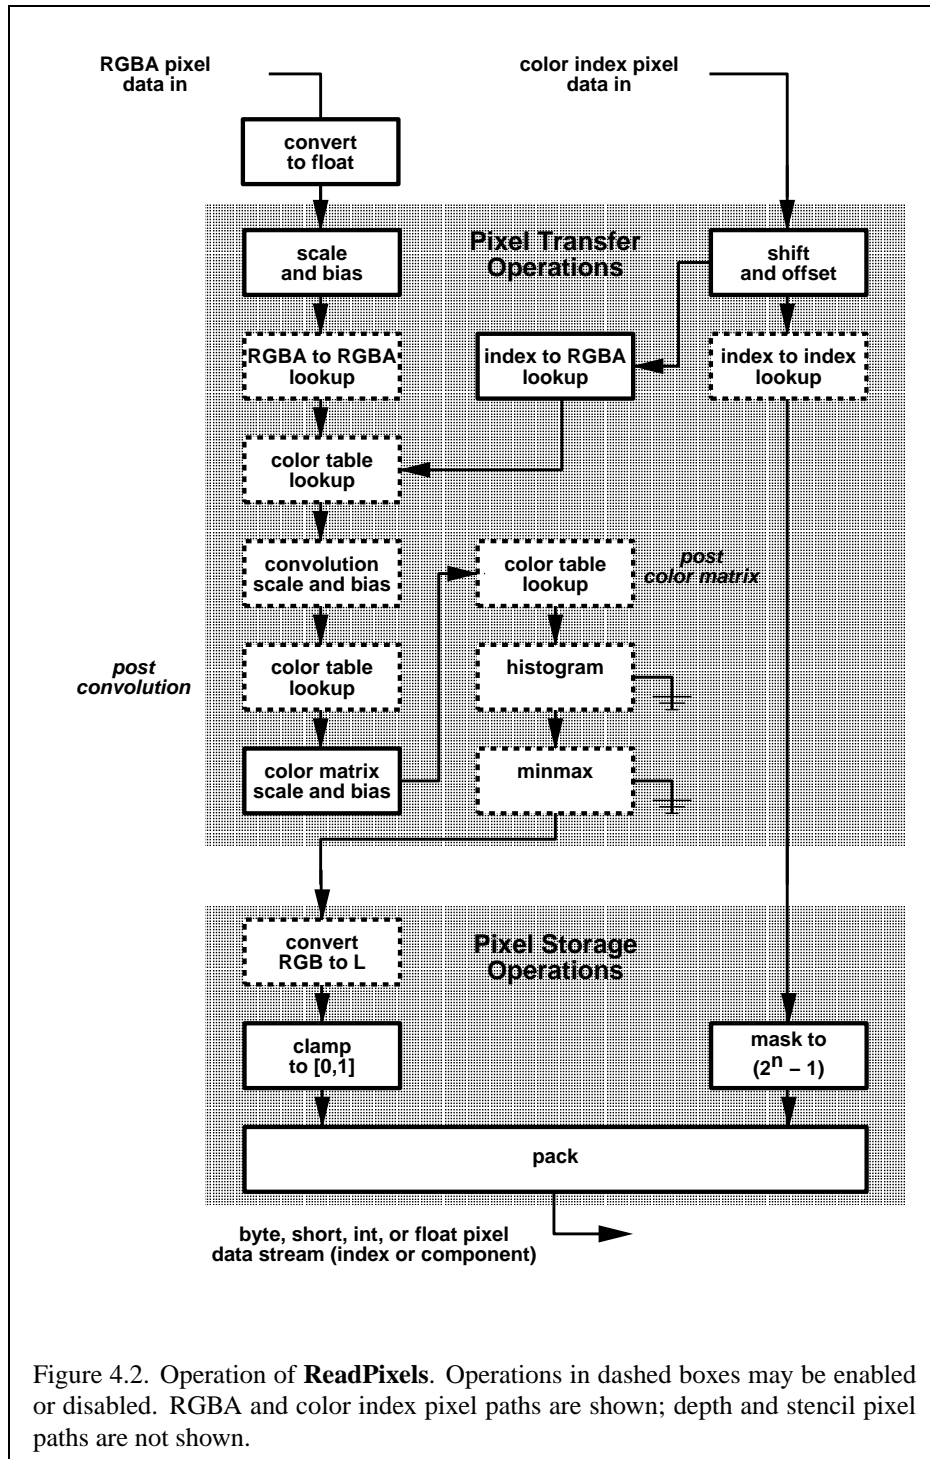 RGBA pixel
data in
color index pixel
data in
convert
to float
Pixel Transfer
Operations
scale
and bias
shift
and offset
RGBA to RGBA
lookup
index to RGBA
lookup
index to index
lookup
color table
lookup
convolution
scale and bias
color table
lookup
post
color matrix
post
convolution
color table
lookup
histogram
color matrix
scale and bias
minmax
Pixel Storage
Operations
convert
RGB to L
clamp
to [0,1]
mask to
(2^n − 1)
pack
byte, short, int, or float pixel
data stream (index or component)
Figure 4.2. Operation of ReadPixels. Operations in dashed boxes may be enabled
or disabled. RGBA and color index pixel paths are shown; depth and stencil pixel
paths are not shown.